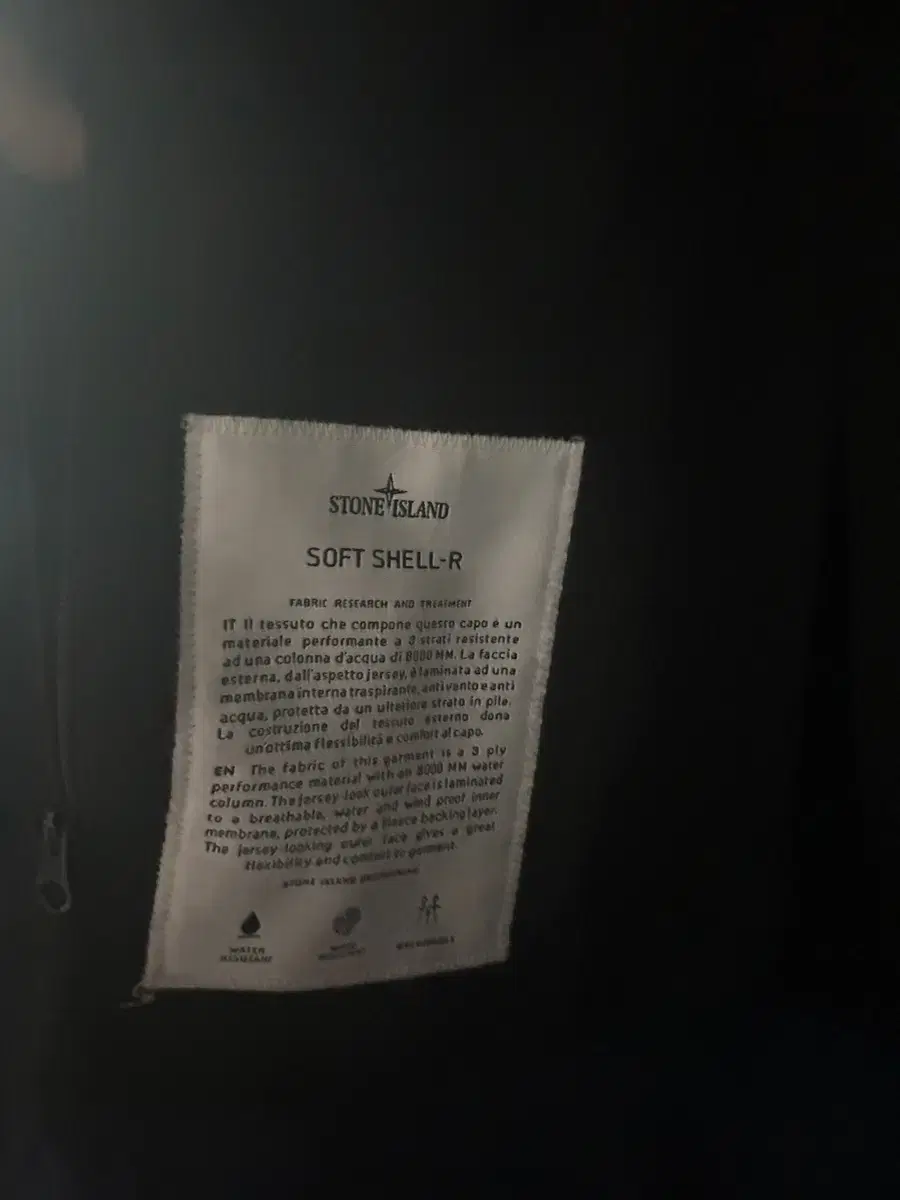 STONE ISLAND
SOFT SHELL-R
FABRIC RESEARCH AND TREATMENT
IT Il tessuto che compone questo capo è un
materiale performante a 3 strati resistente
ad una colonna d'acqua di 8000 MM. La faccia
esterna, dall'aspetto jersey, è laminata ad una
membrana interna traspirante, antivento e anti
acqua, protetta da un ulteriore strato in pile.
La costruzione del tessuto esterno dona
un'ottima flessibilità e comfort al capo.
EN The fabric of this garment is a 3 ply
performance material with an 8000 MM water
column. The jersey-look outer face is laminated
to a breathable, water and wind proof inner
membrane, protected by a fleece backing layer.
The jersey looking outer face gives a great
flexibility and comfort to garment.
STONE ISLAND
WATER
RESISTANT